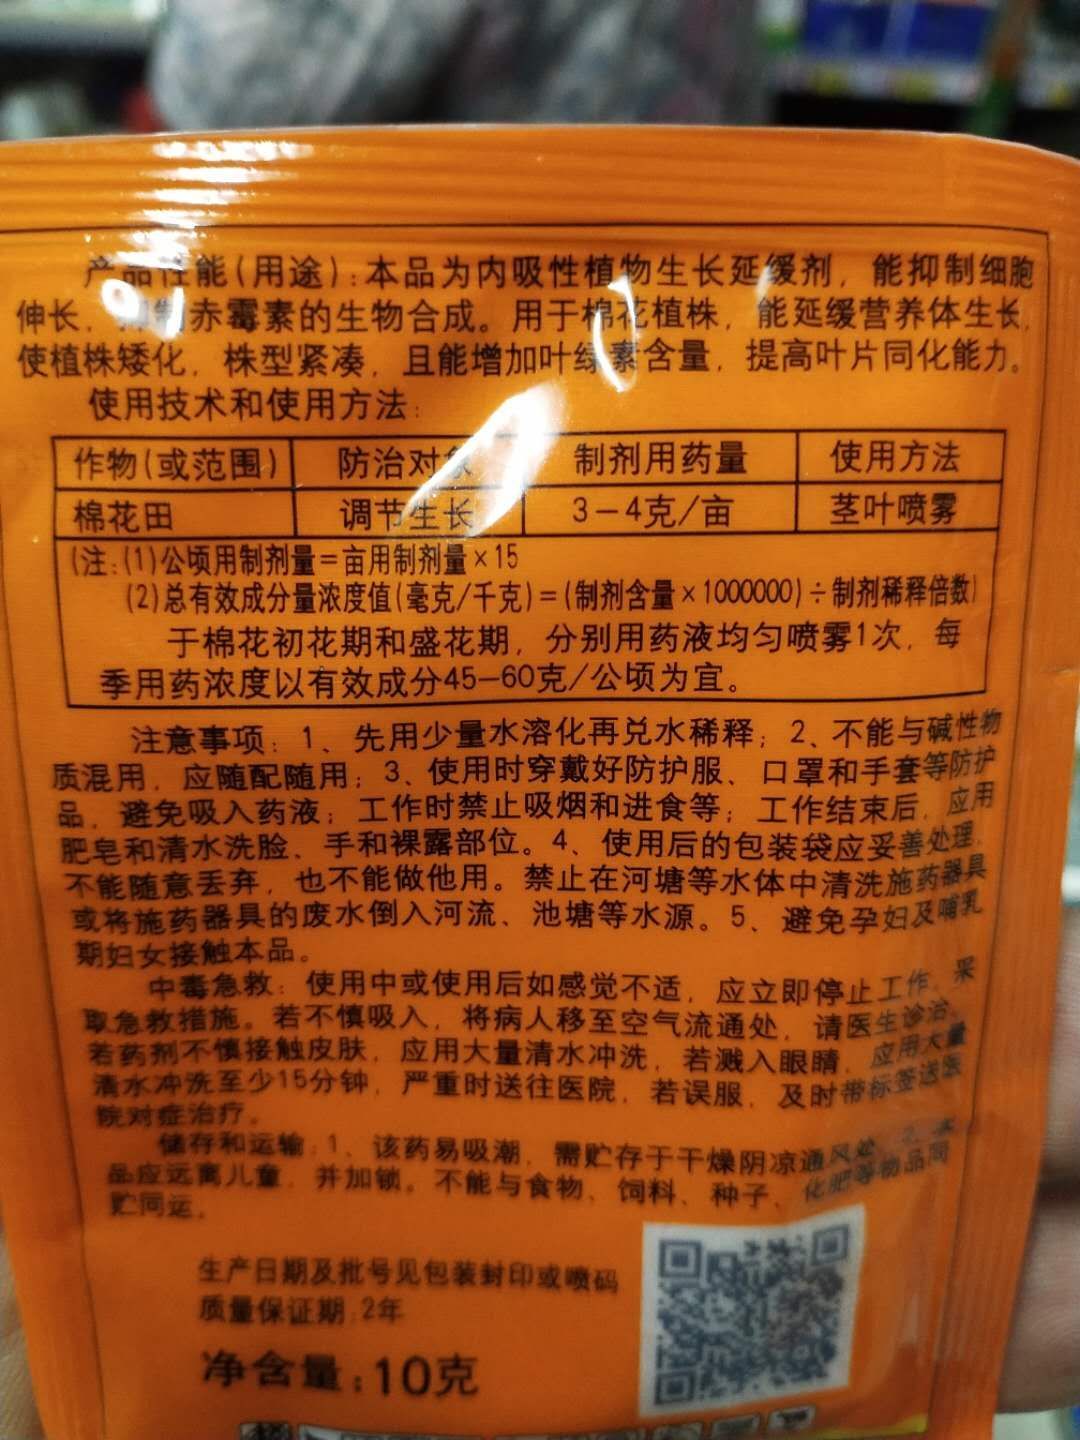 产品性能(用途):本品为内吸性植物生长延缓剂，能抑制细胞
伸长，抑制赤霉素的生物合成。用于棉花植株，能延缓营养体生长，
使植株矮化，株型紧凑，且能增加叶绿素含量，提高叶片同化能力。
使用技术和使用方法:
作物(或范围) 防治对象 制剂用药量 使用方法
棉花田 调节生长 3-4克/亩 茎叶喷雾
(注:(1)公顷用制剂量=亩用制剂量×15
(2)总有效成分量浓度值(毫克/千克)=(制剂含量×1000000)÷制剂稀释倍数)
于棉花初花期和盛花期，分别用药液均匀喷雾1次，每
季用药浓度以有效成分45-60克/公顷为宜。
注意事项:1、先用少量水溶化再兑水稀释;2、不能与碱性物
质混用，应随配随用;3、使用时穿戴好防护服、口罩和手套等防护
品，避免吸入药液;工作时禁止吸烟和进食等;工作结束后，应用
肥皂和清水洗脸、手和裸露部位。4、使用后的包装袋应妥善处理，
不能随意丢弃，也不能做他用。禁止在河塘等水体中清洗施药器具
或将施药器具的废水倒入河流、池塘等水源。5、避免孕妇及哺乳
期妇女接触本品。
中毒急救:使用中或使用后如感觉不适，应立即停止工作，采
取急救措施。若不慎吸入，将病人移至空气流通处，请医生诊治。
若药剂不慎接触皮肤，应用大量清水冲洗，若溅入眼睛，应用大量
清水冲洗至少15分钟，严重时送往医院，若误服，及时带标签送医
院对症治疗。
储存和运输:1、该药易吸潮，需贮存于干燥阴凉通风处。2、本
品应远离儿童，并加锁。不能与食物、饲料、种子、化肥等物品同
贮同运。
生产日期及批号见包装封印或喷码
质量保证期:2年
净含量:10克